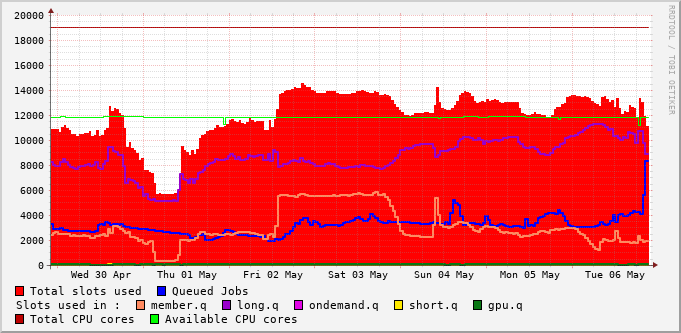 20000
18000
16000
14000
12000
10000
8000
6000
4000
2000
0
Wed 30 Apr Thu 01 May Fri 02 May Sat 03 May Sun 04 May Mon 05 May Tue 06 May
Total slots used Queued Jobs
Slots used in : member.q long.q ondemand.q short.q gpu.q
Total CPU cores Available CPU cores
RRDTOOL / TOBI OETIKER